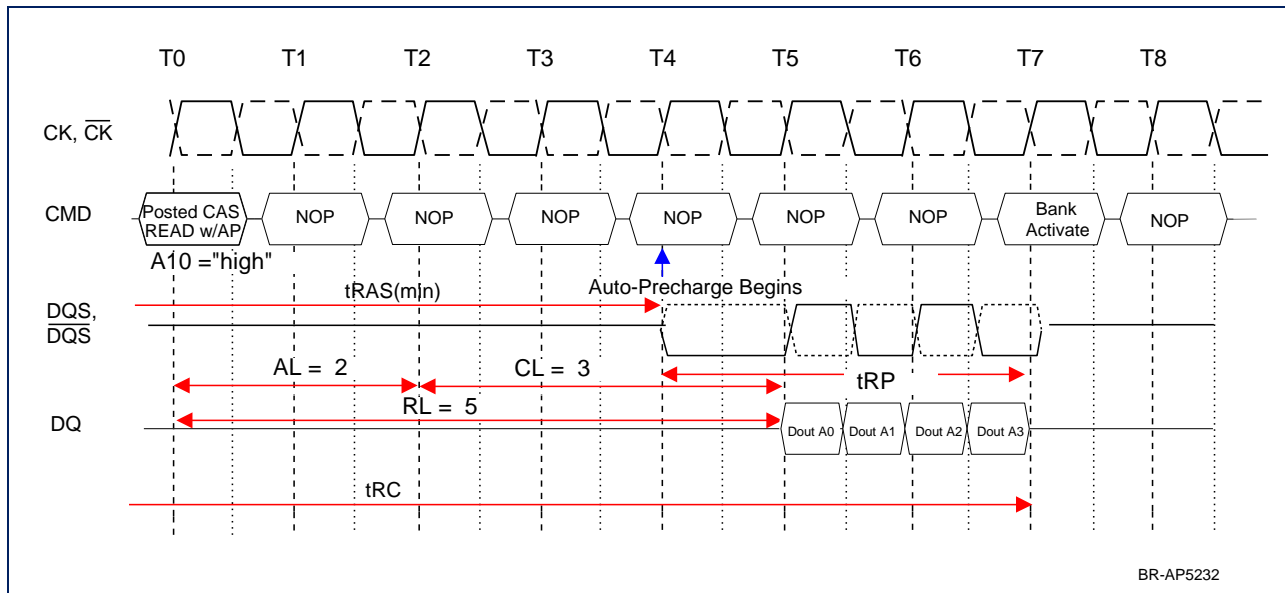 T0 T1 T2 T3 T4 T5 T6 T7 T8
CK, CK
CMD
Posted CAS
READ w/AP
NOP NOP NOP NOP NOP NOP
Bank
Activate
NOP
A10 ="high"
Auto-Precharge Begins
tRAS(min)
DQS,
DQS
AL = 2
CL = 3
tRP
RL = 5
DQ
Dout A0 Dout A1 Dout A2 Dout A3
tRC
BR-AP5232